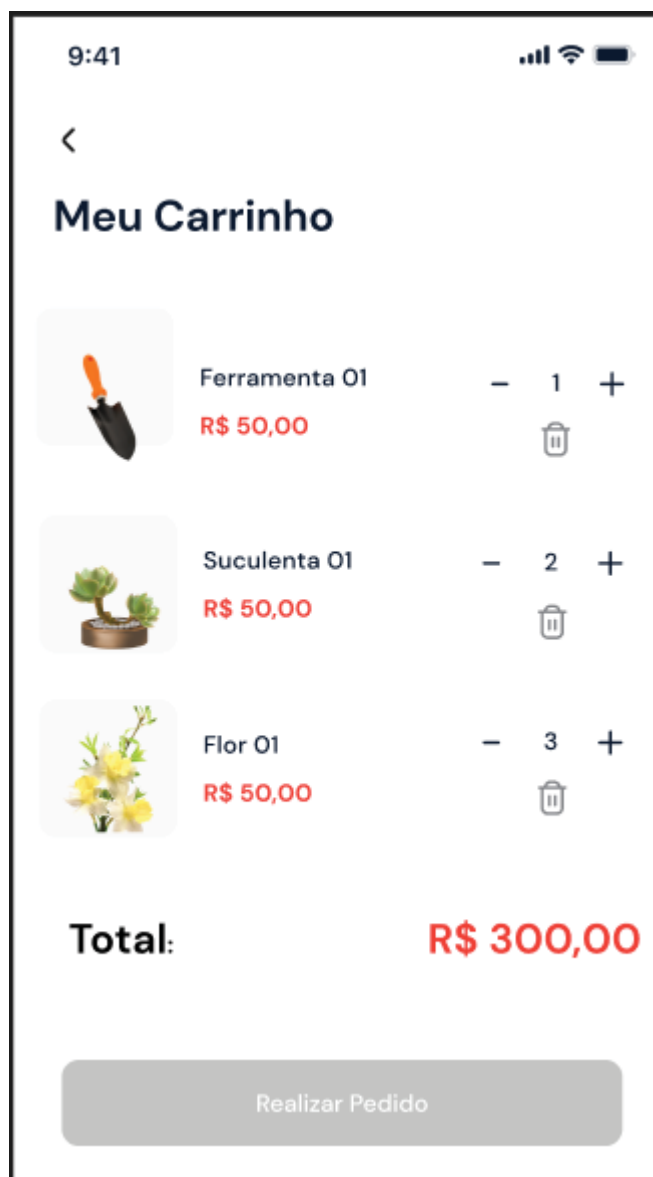 9:41
Meu Carrinho
Ferramenta 01
- 1 +
R$ 50,00
Suculenta 01
- 2 +
R$ 50,00
Flor 01
- 3 +
R$ 50,00
Total:
R$ 300,00
Realizar Pedido